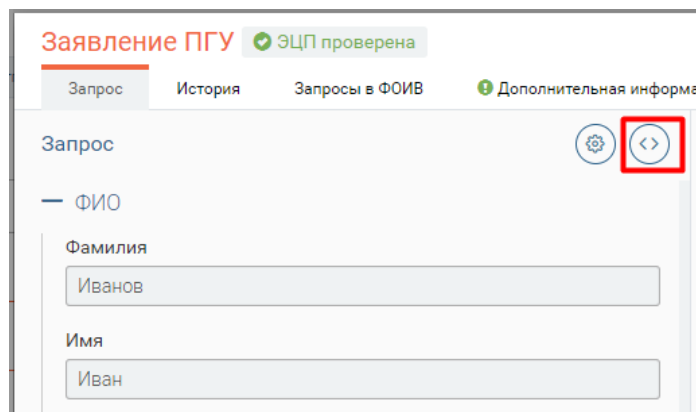 Заявление ПГУ ЭЦП проверена
Запрос История Запросы в ФОИВ Дополнительная информа
Запрос
ФИО
Фамилия
Иванов
Имя
Иван